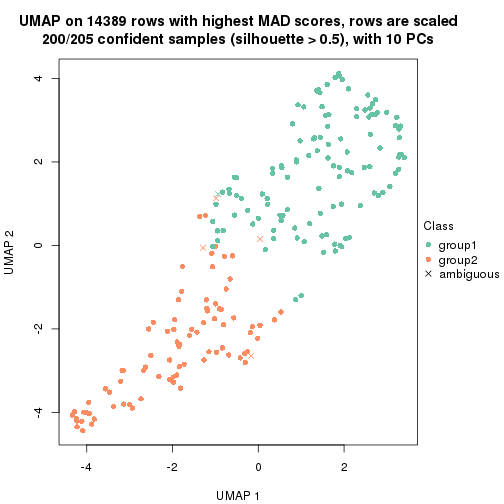 UMAP on 14389 rows with highest MAD scores, rows are scaled
200/205 confident samples (silhouette > 0.5), with 10 PCs
4
2
0
-2
-4
UMAP 2
-4
-2
0
2
UMAP 1
Class
group1
group2
ambiguous